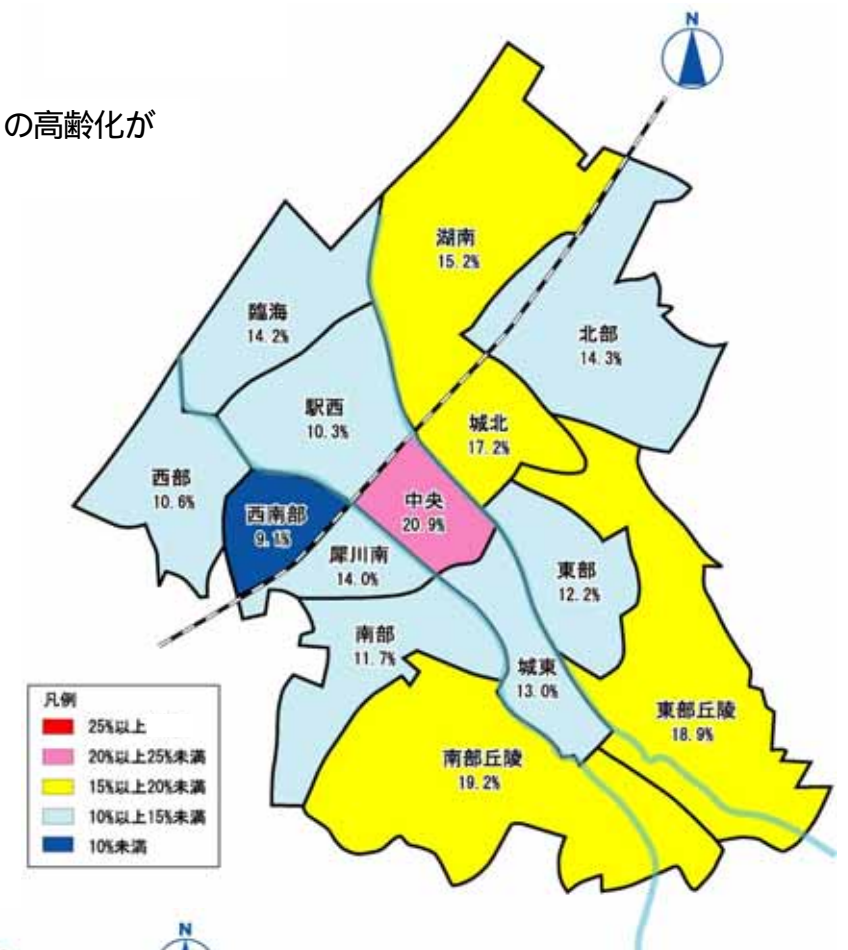 N
の高齢化が
湖南
15.2%
臨海
14.2%
北部
14.3%
駅西
10.3%
城北
17.2%
西部
10.6%
中央
20.9%
西南部
9.1%
犀川南
14.0%
東部
12.2%
南部
11.7%
城東
13.0%
東部丘陵
18.9%
南部丘陵
19.2%
凡例
25%以上
20%以上25%未満
15%以上20%未満
10%以上15%未満
10%未満
N